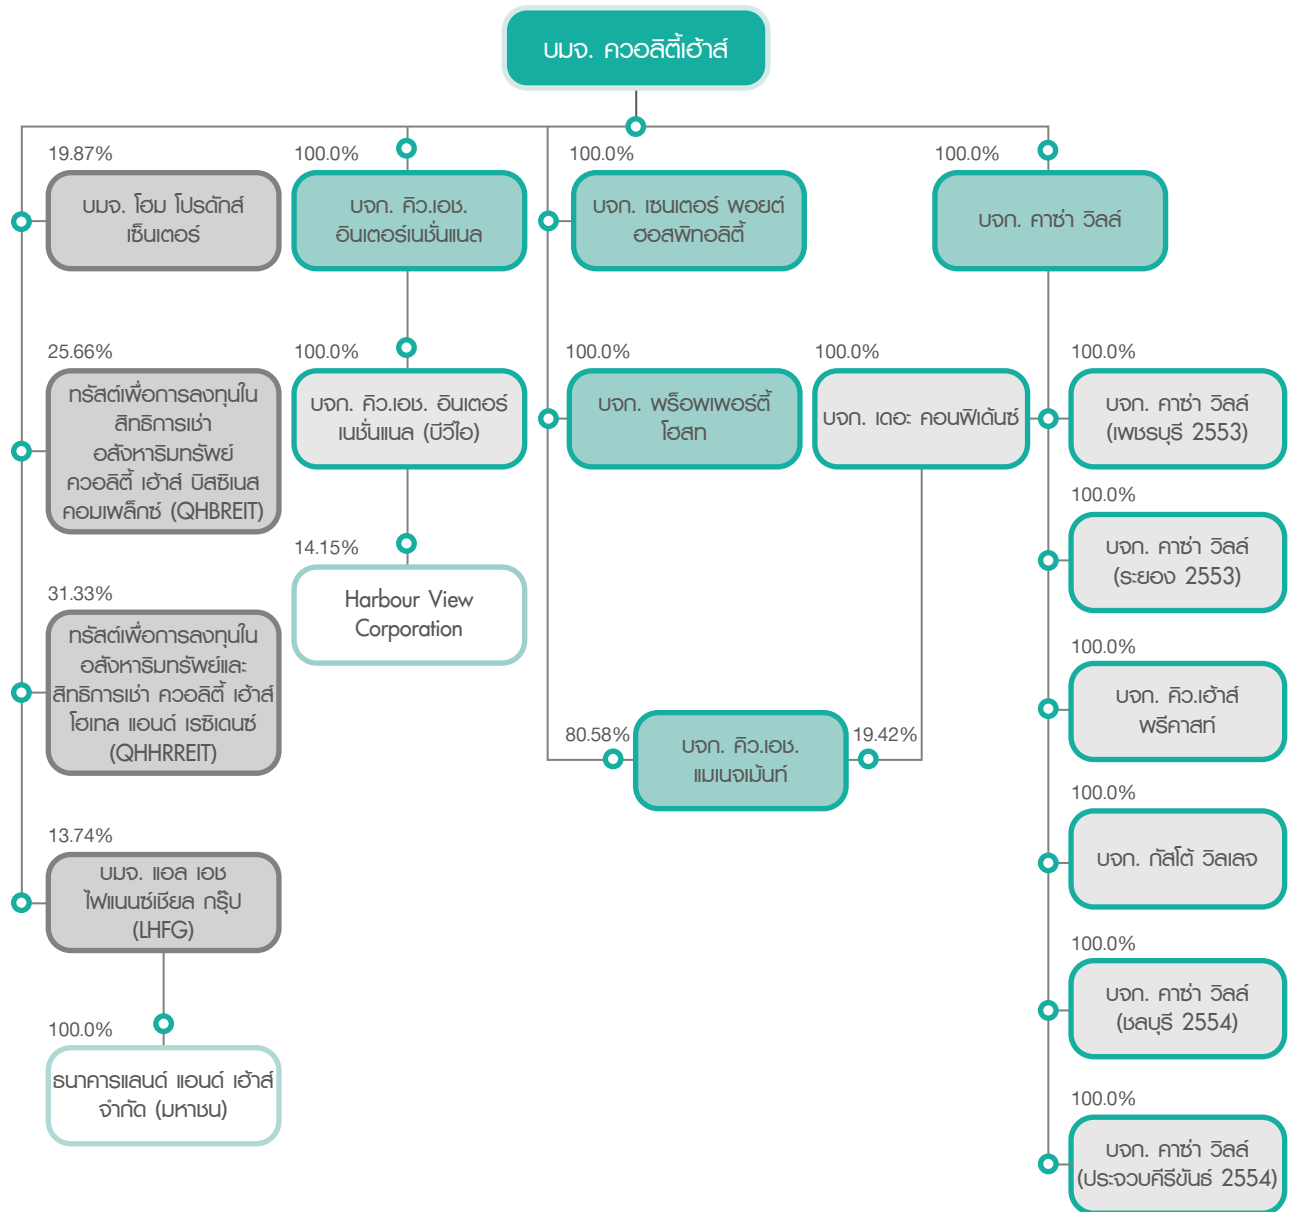 บมจ. ควอลิตี้เฮ้าส์
19.87%
บมจ. โฮม โปรดักส์
เซ็นเตอร์
25.66%
ทรัสต์เพื่อการลงทุนใน
สิทธิการเช่า
อสังหาริมทรัพย์
ควอลิตี้ เฮ้าส์ บิสซิเนส
คอมเพล็กซ์ (QHBREIT)
31.33%
ทรัสต์เพื่อการลงทุนใน
อสังหาริมทรัพย์และ
สิทธิการเช่า ควอลิตี้ เฮ้าส์
โฮเทล แอนด์ เรซิเดนซ์
(QHHRREIT)
13.74%
บมจ. แอล เอช
ไฟแนนซ์เชียล กรุ๊ป
(LHFG)
100.0%
ธนาคารแลนด์ แอนด์ เฮ้าส์
จำกัด (มหาชน)
100.0%
บจก. คิว.เอช.
อินเตอร์เนชั่นแนล
100.0%
บจก. คิว.เอช. อินเตอร์
เนชั่นแนล (บีวีไอ)
14.15%
Harbour View
Corporation
100.0%
บจก. เซนเตอร์ พอยต์
ฮอสพิทอลิตี้
100.0%
บจก. พร็อพเพอร์ตี้
โฮสท
100.0%
บจก. เดอะ คอนฟิเด้นซ์
80.58%
บจก. คิว.เอช.
แมเนจเม้นท์
19.42%
100.0%
บจก. คาซ่า วิลล์
100.0%
บจก. คาซ่า วิลล์
(เพชรบุรี 2553)
100.0%
บจก. คาซ่า วิลล์
(ระยอง 2553)
100.0%
บจก. คิว.เฮ้าส์
พรีคาสท์
100.0%
บจก. กัสโต้ วิลเลจ
100.0%
บจก. คาซ่า วิลล์
(ชลบุรี 2554)
100.0%
บจก. คาซ่า วิลล์
(ประจวบคีรีขันธ์ 2554)